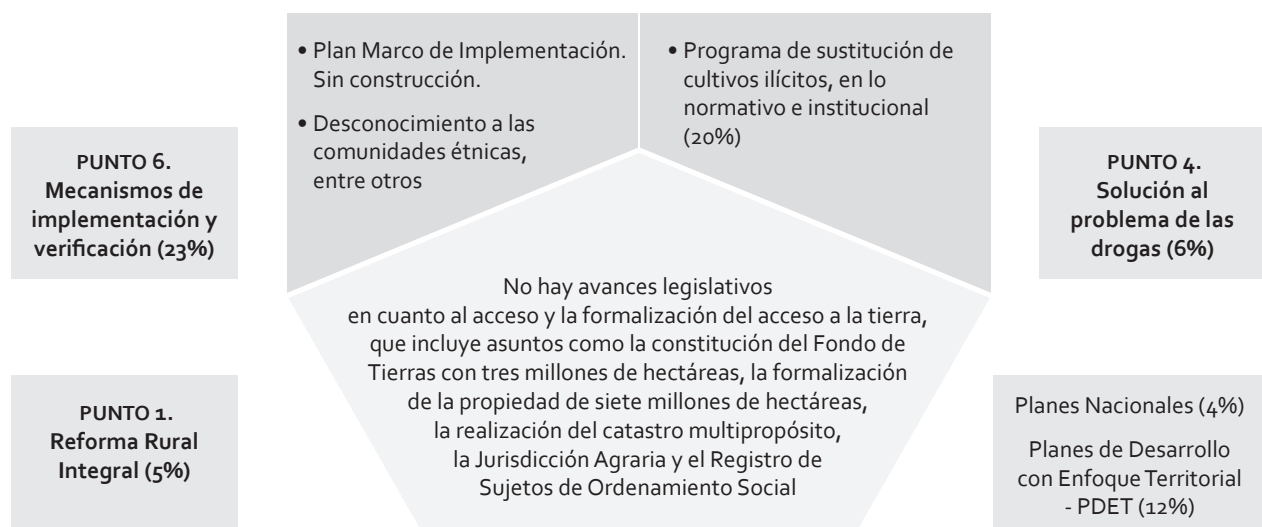 • Plan Marco de Implementación.
Sin construcción.
• Desconocimiento a las
comunidades étnicas,
entre otros
• Programa de sustitución de
cultivos ilícitos, en lo
normativo e institucional
(20%)
PUNTO 6.
Mecanismos de
implementación y
verificación (23%)
PUNTO 4.
Solución al
problema de las
drogas (6%)
No hay avances legislativos
en cuanto al acceso y la formalización del acceso a la tierra,
que incluye asuntos como la constitución del Fondo de
Tierras con tres millones de hectáreas, la formalización
de la propiedad de siete millones de hectáreas,
la realización del catastro multipropósito,
la Jurisdicción Agraria y el Registro de
Sujetos de Ordenamiento Social
PUNTO 1.
Reforma Rural
Integral (5%)
Planes Nacionales (4%)
Planes de Desarrollo
con Enfoque Territorial
- PDET (12%)